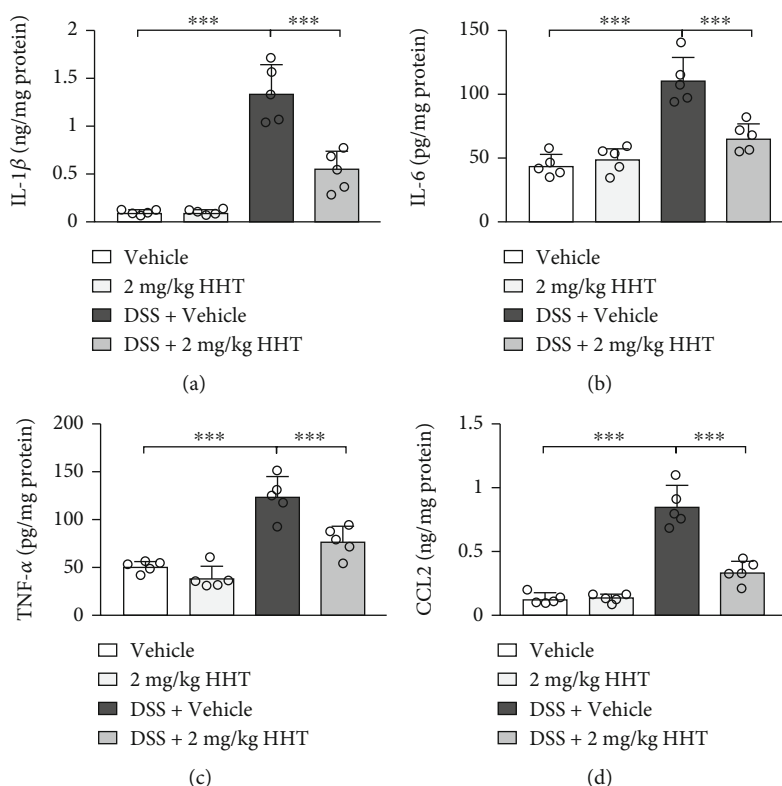 *** ***
2
1.5
1
0.5
0
IL-1β (ng/mg protein)
Vehicle
2 mg/kg HHT
DSS + Vehicle
DSS + 2 mg/kg HHT
(a)
*** ***
150
100
50
0
IL-6 (pg/mg protein)
Vehicle
2 mg/kg HHT
DSS + Vehicle
DSS + 2 mg/kg HHT
(b)
*** ***
200
150
100
50
0
TNF-α (pg/mg protein)
Vehicle
2 mg/kg HHT
DSS + Vehicle
DSS + 2 mg/kg HHT
(c)
*** ***
1.5
1
0.5
0
CCL2 (ng/mg protein)
Vehicle
2 mg/kg HHT
DSS + Vehicle
DSS + 2 mg/kg HHT
(d)